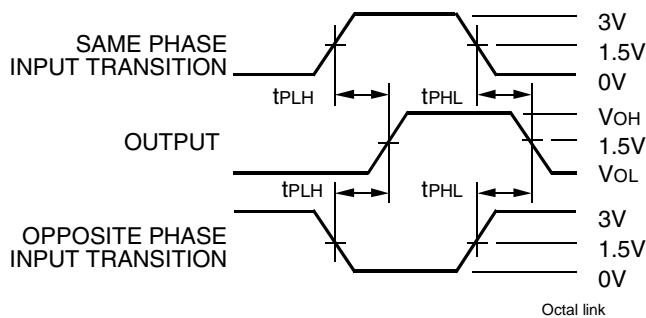 SAME PHASE
INPUT TRANSITION
3V
1.5V
0V
tPLH
tPHL
OUTPUT
VOH
1.5V
VOL
tPLH
tPHL
OPPOSITE PHASE
INPUT TRANSITION
3V
1.5V
0V
Octal link